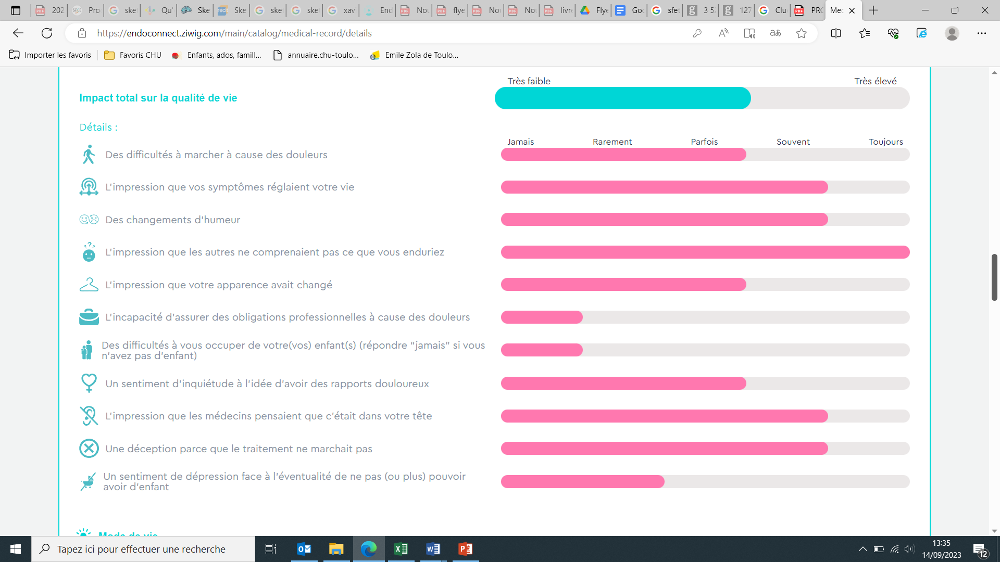 202
Pro
sket
Qu'
Ske
Ske
sket
sket
xavi
End
Nou
flye
Nou
Nou
livre
Flye
Goo
sfet
3 5
127
Clu
PRO
Mec
https://endoconnect.ziwig.com/main/catalog/medical-record/details
Importer les favoris
Favoris CHU
Enfants, ados, famill...
annuaire.chu-toulo...
Emile Zola de Toulo...
Très faible
Très élevé
Impact total sur la qualité de vie
Détails :
Jamais
Rarement
Parfois
Souvent
Toujours
Des difficultés à marcher à cause des douleurs
L'impression que vos symptômes réglaient votre vie
Des changements d'humeur
L'impression que les autres ne comprenaient pas ce que vous enduriez
L'impression que votre apparence avait changé
L'incapacité d'assurer des obligations professionnelles à cause des douleurs
Des difficultés à vous occuper de votre(vos) enfant(s) (répondre “jamais” si vous
n'avez pas d'enfant)
Un sentiment d'inquiétude à l'idée d'avoir des rapports douloureux
L'impression que les médecins pensaient que c'était dans votre tête
Une déception parce que le traitement ne marchait pas
Un sentiment de dépression face à l'éventualité de ne pas (ou plus) pouvoir
avoir d'enfant
Mode de vie
Tapez ici pour effectuer une recherche
13:35
14/09/2023
12